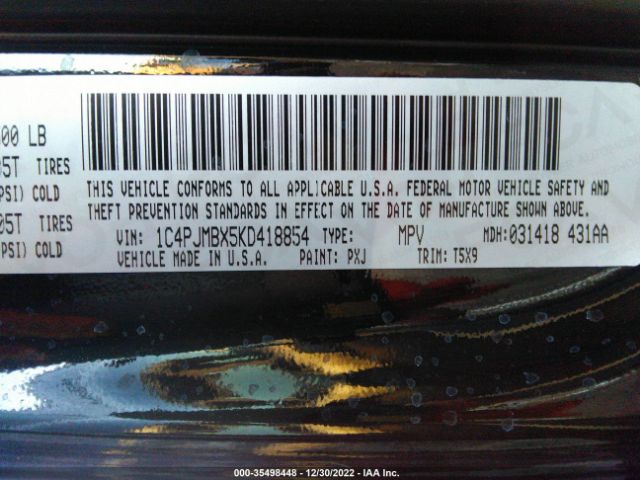 00 LB
5T TIRES
PSI) COLD
05T TIRES
PSI) COLD
THIS VEHICLE CONFORMS TO ALL APPLICABLE U.S.A. FEDERAL MOTOR VEHICLE SAFETY AND
THEFT PREVENTION STANDARDS IN EFFECT ON THE DATE OF MANUFACTURE SHOWN ABOVE.
VIN: 1C4PJMBX5KD418854 TYPE: MPV MDH:031418 431AA
VEHICLE MADE IN U.S.A. PAINT: PXJ TRIM: T5X9
000-35498448 - 12/30/2022 - IAA Inc.